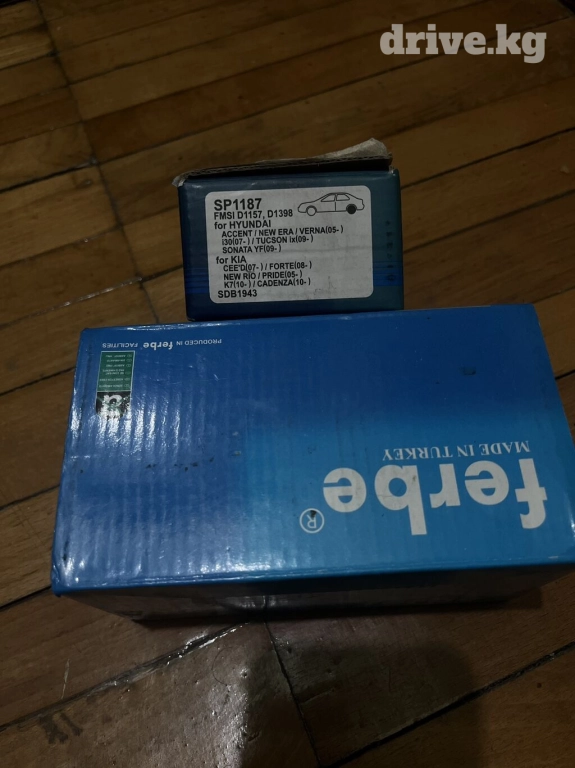 drive.kg
SP1187
FMSI D1157, D1398
for HYUNDAI
ACCENT / NEW ERA / VERNA(05- )
i30(07- ) / TUCSON ix(09- )
SONATA YF(09- )
for KIA
CEE'D(07- ) / FORTE(08- )
NEW RIO / PRIDE(05- )
K7(10- ) / CADENZA(10- )
SDB1943
PRODUCED IN ferbe FACILITIES
MADE IN TURKEY
ferbe ®